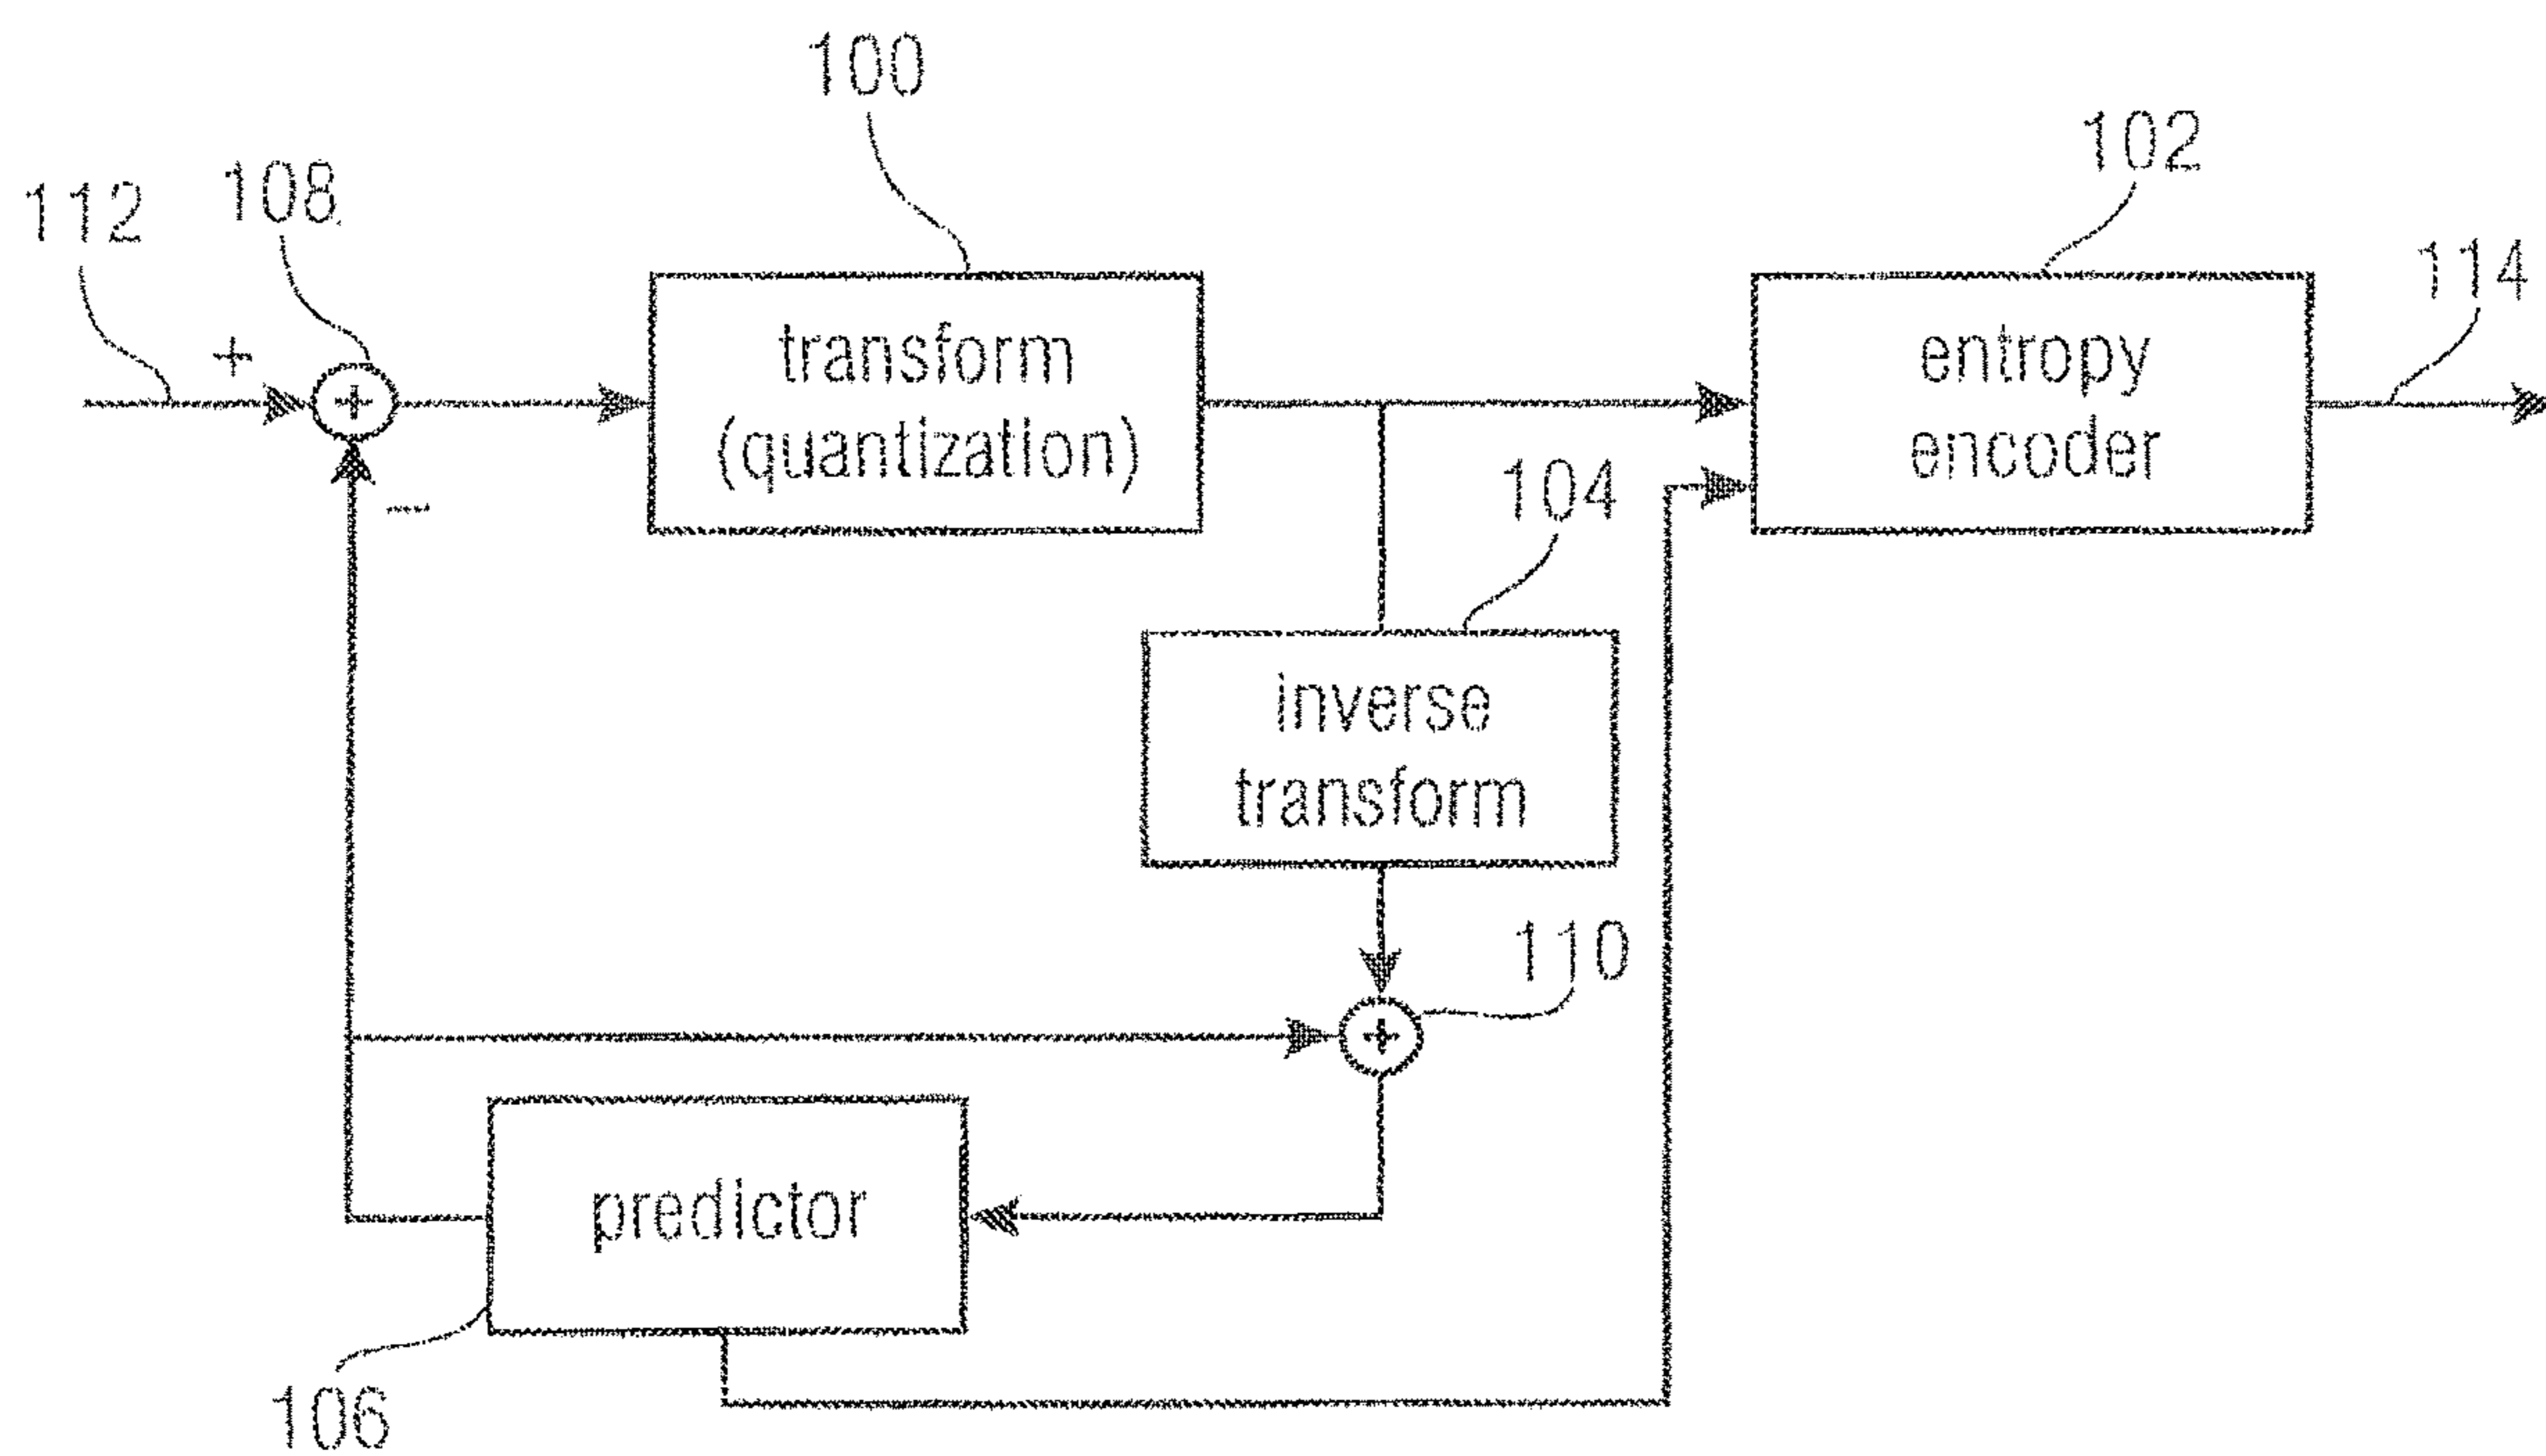 100
102
108
112
114
+
+
transform
(quantization)
entropy
encoder
104
–
inverse
transform
110
+
predictor
106